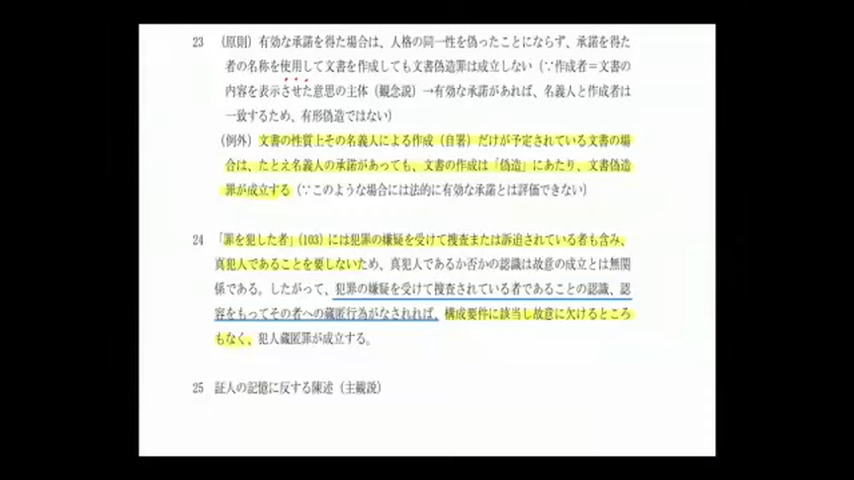 23 （原則）有効な承諾を得た場合は、人格の同一性を偽ったことにならず、承諾を得た
者の名称を使用して文書を作成しても文書偽造罪は成立しない（∵作成者＝文書の
内容を表示させた意思の主体（観念説）→有効な承諾があれば、名義人と作成者は
一致するため、有形偽造ではない）
（例外）文書の性質上その名義人による作成（自署）だけが予定されている文書の場
合は、たとえ名義人の承諾があっても、文書の作成は「偽造」にあたり、文書偽造
罪が成立する（∵このような場合には法的に有効な承諾とは評価できない）
24 「罪を犯した者」(103)には犯罪の嫌疑を受けて捜査または訴追されている者も含み、
真犯人であることを要しないため、真犯人であるか否かの認識は故意の成立とは無関
係である。したがって、犯罪の嫌疑を受けて捜査されている者であることの認識、認
容をもってその者への蔵匿行為がなされれば、構成要件に該当し故意に欠けるところ
もなく、犯人蔵匿罪が成立する。
25 証人の記憶に反する陳述（主観説）